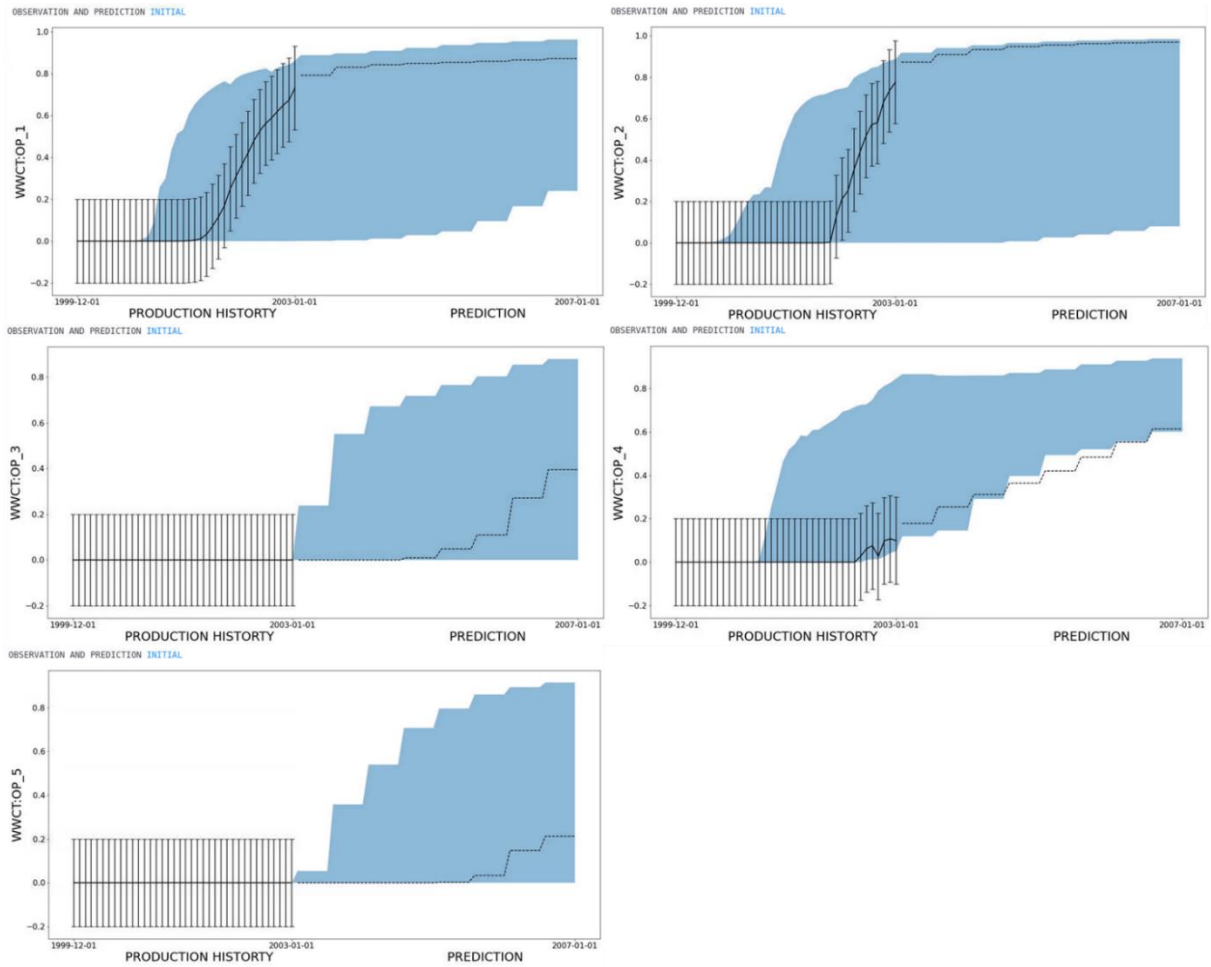 OBSERVATION AND PREDICTION INITIAL
WWCT:OP_1
1.0
0.8
0.6
0.4
0.2
0.0
−0.2
1999-12-01 2003-01-01 2007-01-01
PRODUCTION HISTORTY PREDICTION
OBSERVATION AND PREDICTION INITIAL
WWCT:OP_2
1.0
0.8
0.6
0.4
0.2
0.0
−0.2
1999-12-01 2003-01-01 2007-01-01
PRODUCTION HISTORTY PREDICTION
OBSERVATION AND PREDICTION INITIAL
WWCT:OP_3
0.8
0.6
0.4
0.2
0.0
−0.2
1999-12-01 2003-01-01 2007-01-01
PRODUCTION HISTORTY PREDICTION
OBSERVATION AND PREDICTION INITIAL
WWCT:OP_4
0.8
0.6
0.4
0.2
0.0
−0.2
1999-12-01 2003-01-01 2007-01-01
PRODUCTION HISTORTY PREDICTION
OBSERVATION AND PREDICTION INITIAL
WWCT:OP_5
0.8
0.6
0.4
0.2
0.0
−0.2
1999-12-01 2003-01-01 2007-01-01
PRODUCTION HISTORTY PREDICTION